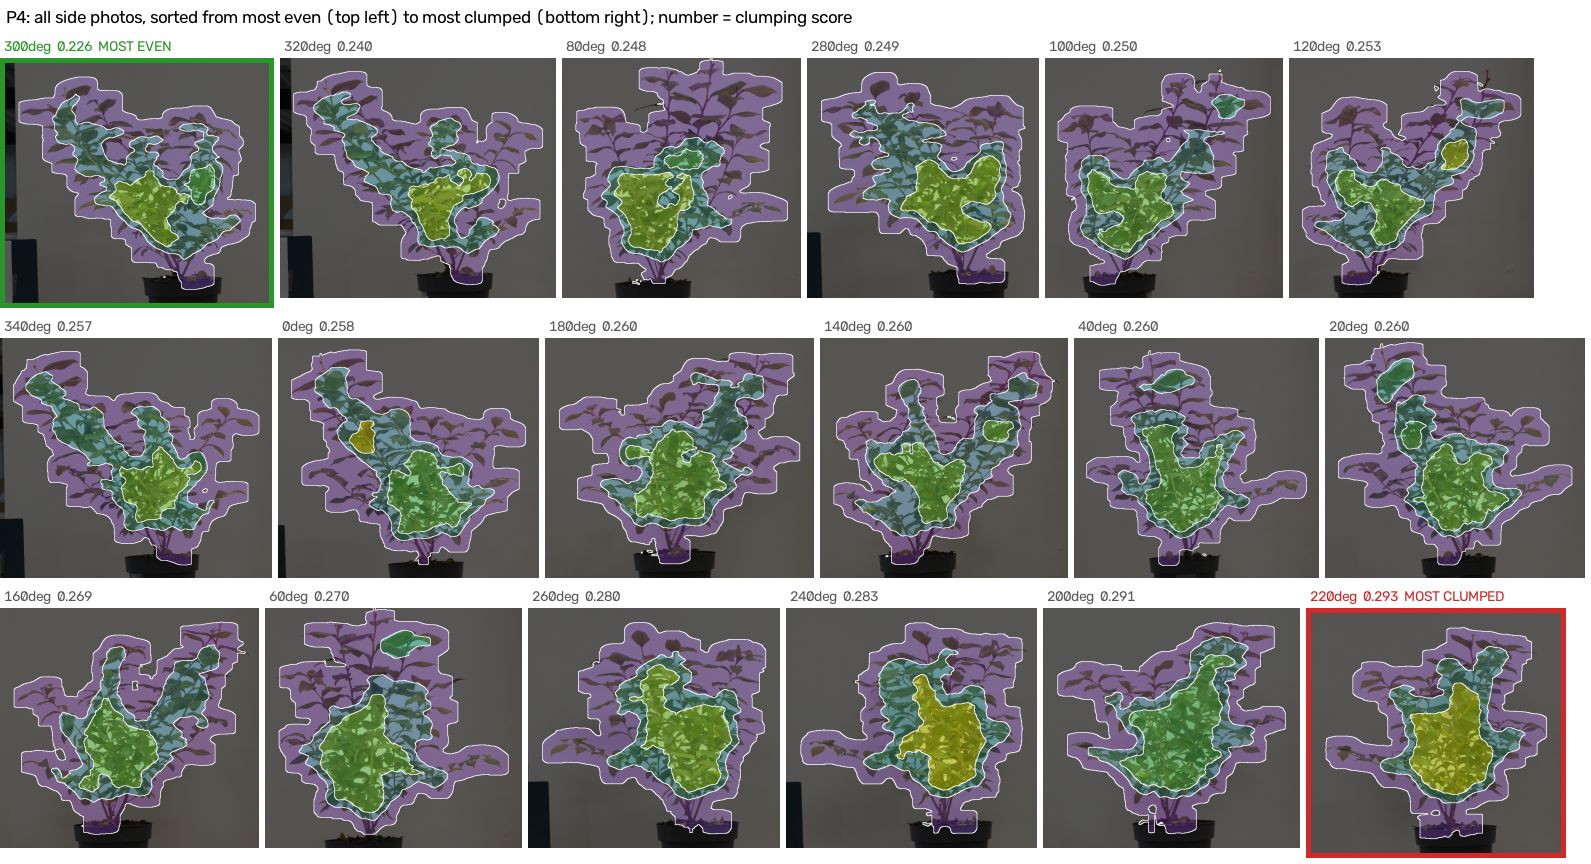 P4: all side photos, sorted from most even (top left) to most clumped (bottom right); number = clumping score
300deg 0.226 MOST EVEN
320deg 0.240
80deg 0.248
280deg 0.249
100deg 0.250
120deg 0.253
340deg 0.257
0deg 0.258
180deg 0.260
140deg 0.260
40deg 0.260
20deg 0.260
160deg 0.269
60deg 0.270
260deg 0.280
240deg 0.283
200deg 0.291
220deg 0.293 MOST CLUMPED